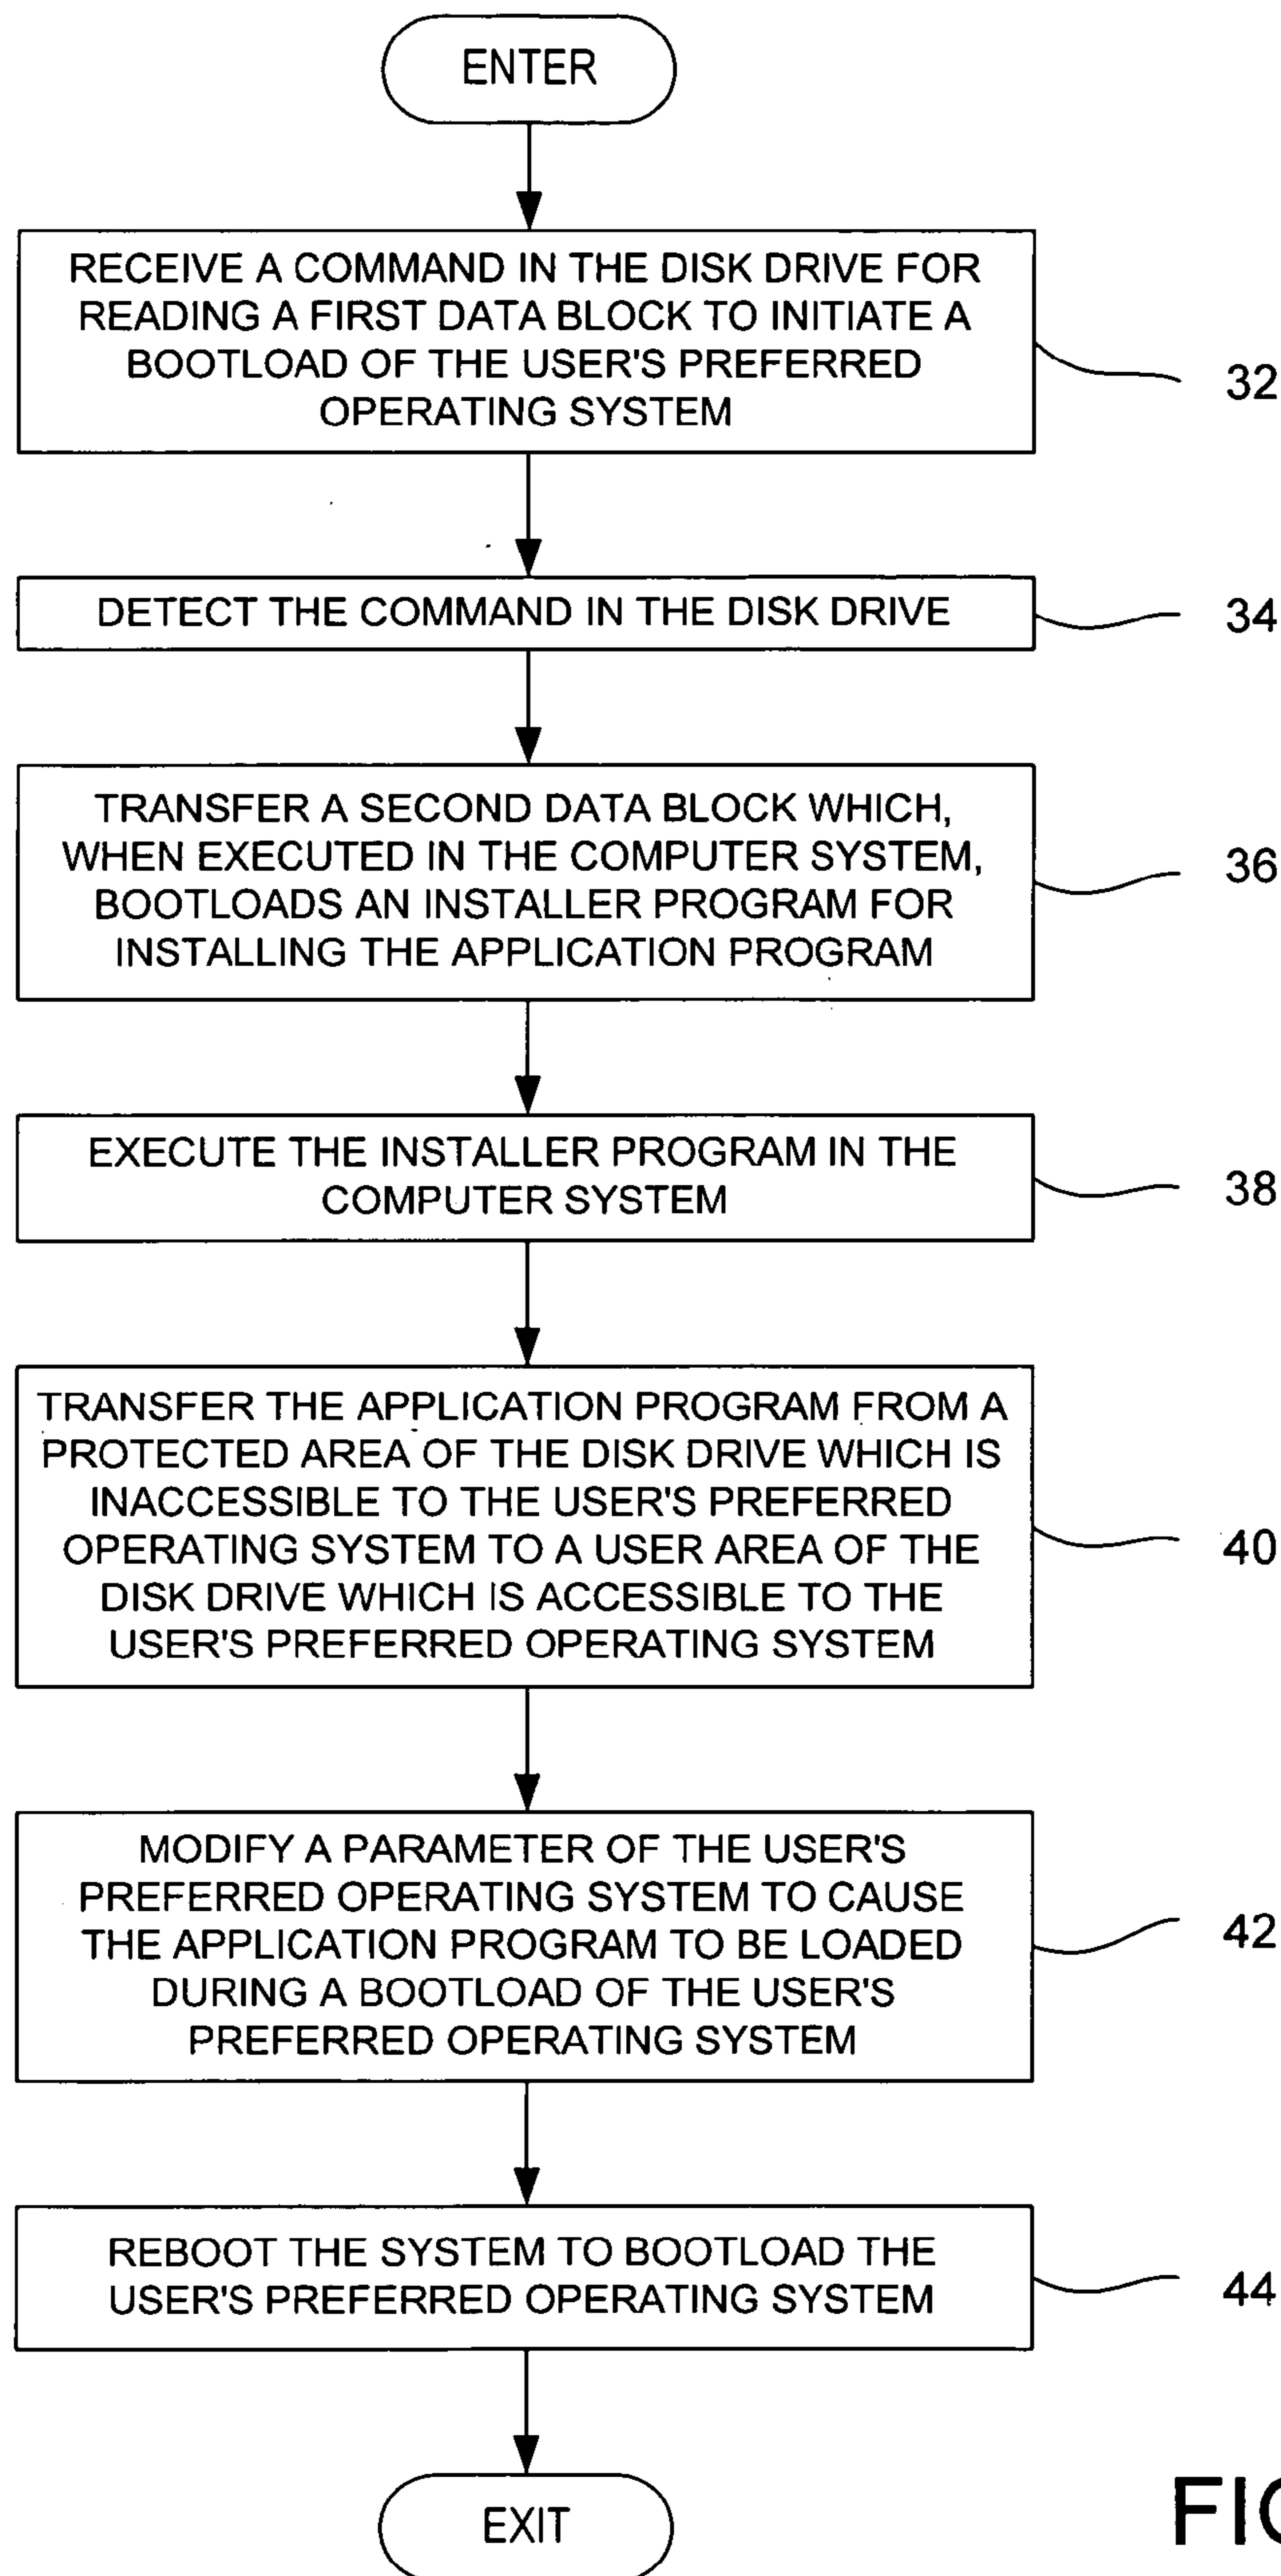 ENTER
RECEIVE A COMMAND IN THE DISK DRIVE FOR
READING A FIRST DATA BLOCK TO INITIATE A
BOOTLOAD OF THE USER'S PREFERRED
OPERATING SYSTEM
32
DETECT THE COMMAND IN THE DISK DRIVE
34
TRANSFER A SECOND DATA BLOCK WHICH,
WHEN EXECUTED IN THE COMPUTER SYSTEM,
BOOTLOADS AN INSTALLER PROGRAM FOR
INSTALLING THE APPLICATION PROGRAM
36
EXECUTE THE INSTALLER PROGRAM IN THE
COMPUTER SYSTEM
38
TRANSFER THE APPLICATION PROGRAM FROM A
PROTECTED AREA OF THE DISK DRIVE WHICH IS
INACCESSIBLE TO THE USER'S PREFERRED
OPERATING SYSTEM TO A USER AREA OF THE
DISK DRIVE WHICH IS ACCESSIBLE TO THE
USER'S PREFERRED OPERATING SYSTEM
40
MODIFY A PARAMETER OF THE USER'S
PREFERRED OPERATING SYSTEM TO CAUSE
THE APPLICATION PROGRAM TO BE LOADED
DURING A BOOTLOAD OF THE USER'S
PREFERRED OPERATING SYSTEM
42
REBOOT THE SYSTEM TO BOOTLOAD THE
USER'S PREFERRED OPERATING SYSTEM
44
EXIT